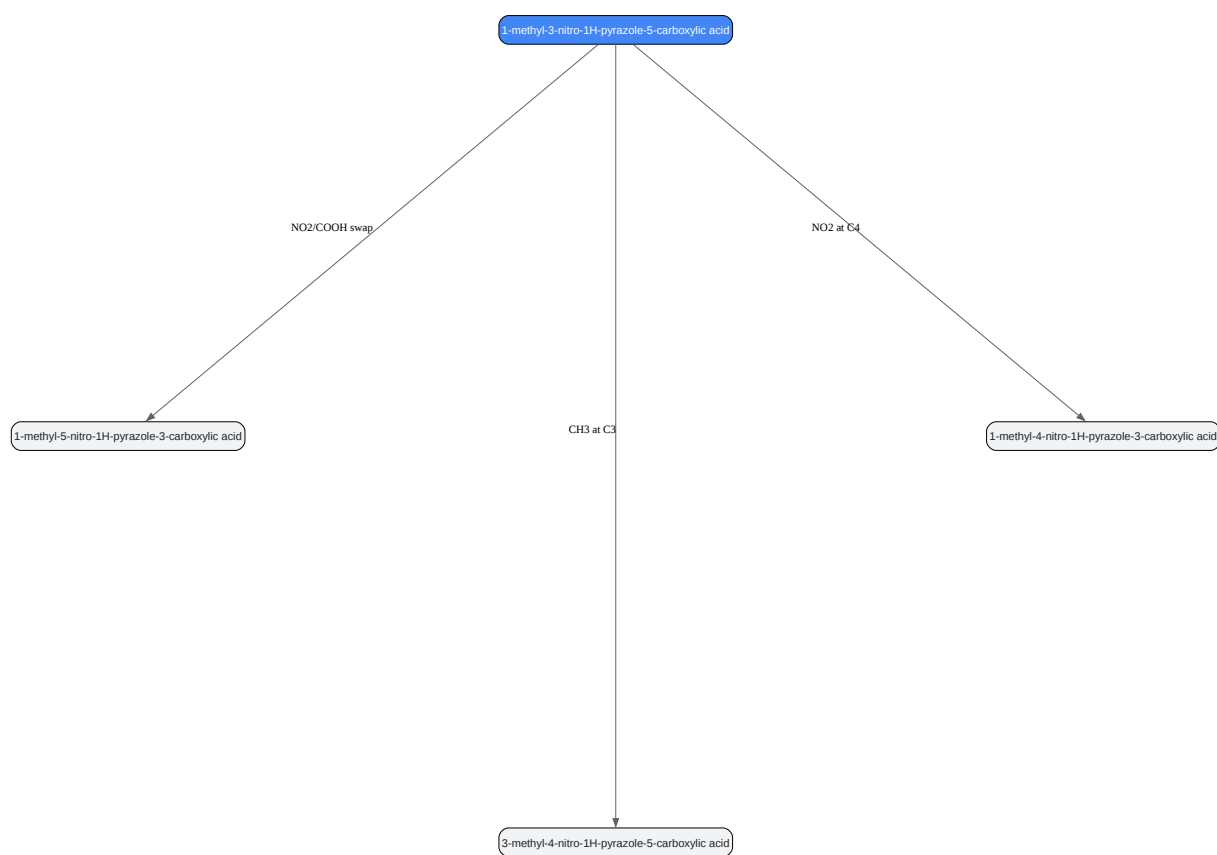 1-methyl-3-nitro-1H-pyrazole-5-carboxylic acid
NO2/COOH swap
NO2 at C4
CH3 at C3
1-methyl-5-nitro-1H-pyrazole-3-carboxylic acid
1-methyl-4-nitro-1H-pyrazole-3-carboxylic acid
3-methyl-4-nitro-1H-pyrazole-5-carboxylic acid